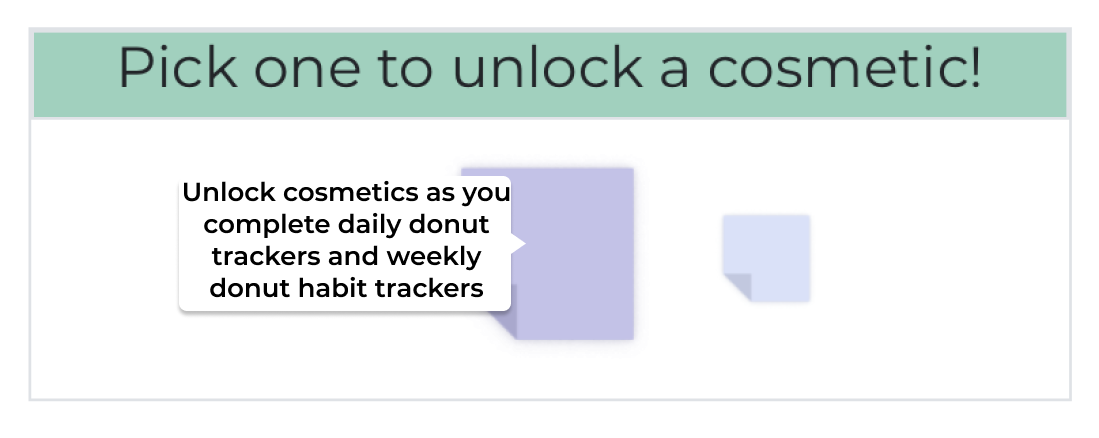 Pick one to unlock a cosmetic!
Unlock cosmetics as you
complete daily donut
trackers and weekly
donut habit trackers